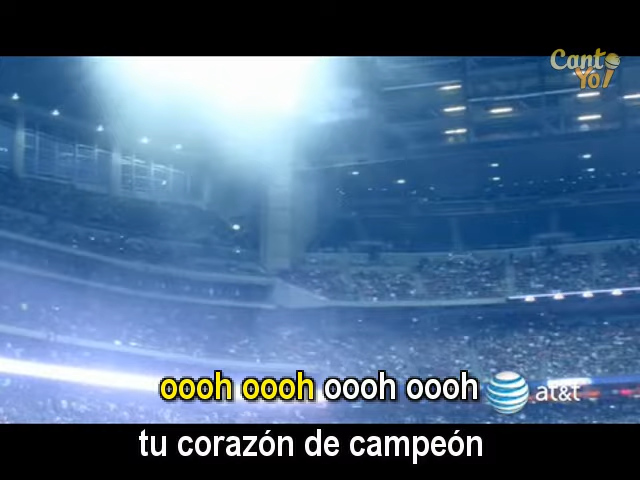 Canto
Yo!
oooh oooh oooh oooh
at&t
tu corazón de campeón